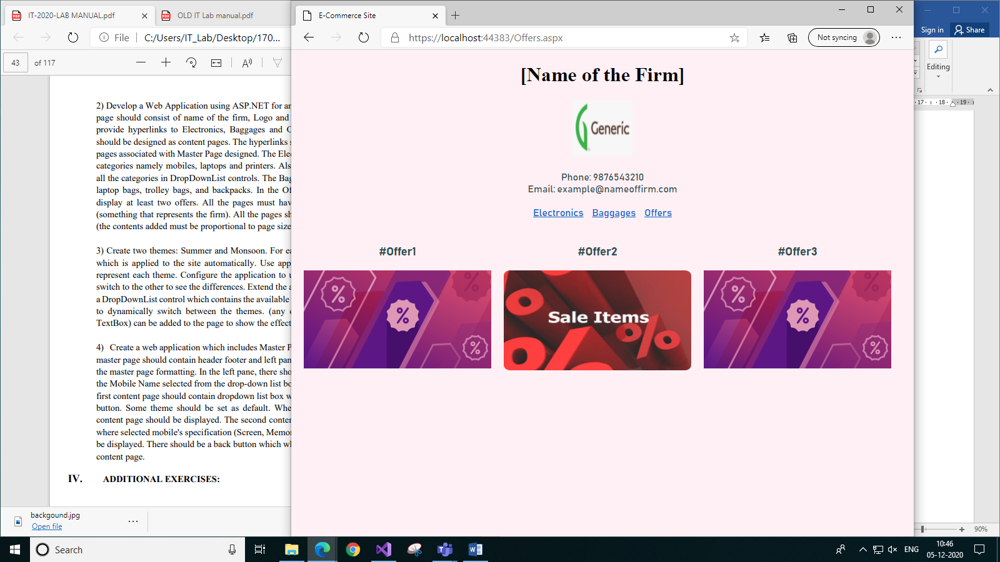 IT-2020-LAB MANUAL.pdf
OLD IT Lab manual.pdf
File
C:/Users/IT_Lab/Desktop/170...
43 of 117
2) Develop a Web Application using ASP.NET for an
page should consist of name of the firm, Logo and
provide hyperlinks to Electronics, Baggages and O
should be designed as content pages. The hyperlinks s
pages associated with Master Page designed. The Elec
categories namely mobiles, laptops and printers. Als
all the categories in DropDownList controls. The Bag
laptop bags, trolley bags, and backpacks. In the Of
display at least two offers. All the pages must hav
(something that represents the firm). All the pages sh
(the contents added must be proportional to page size
3) Create two themes: Summer and Monsoon. For ea
which is applied to the site automatically. Use app
represent each theme. Configure the application to u
switch to the other to see the differences. Extend the a
a DropDownList control which contains the available
to dynamically switch between the themes. (any c
TextBox) can be added to the page to show the effect
4) Create a web application which includes Master P
master page should contain header footer and left pan
the master page formatting. In the left pane, there sho
the Mobile Name selected from the drop-down list bo
first content page should contain dropdown list box w
button. Some theme should be set as default. Whe
content page should be displayed. The second conten
where selected mobile's specification (Screen, Memor
be displayed. There should be a back button which wh
content page.
IV. ADDITIONAL EXERCISES:
backgound.jpg
Open file
E-Commerce Site
https://localhost:44383/Offers.aspx
Not syncing
[Name of the Firm]
Generic
Phone: 9876543210
Email: example@nameoffirm.com
Electronics Baggages Offers
#Offer1 #Offer2 #Offer3
%
%
%
%
Sale Items
%
%
%
%
%
%
Sign in
Share
Editing
17 18 19
90%
Search
ENG
10:46
05-12-2020